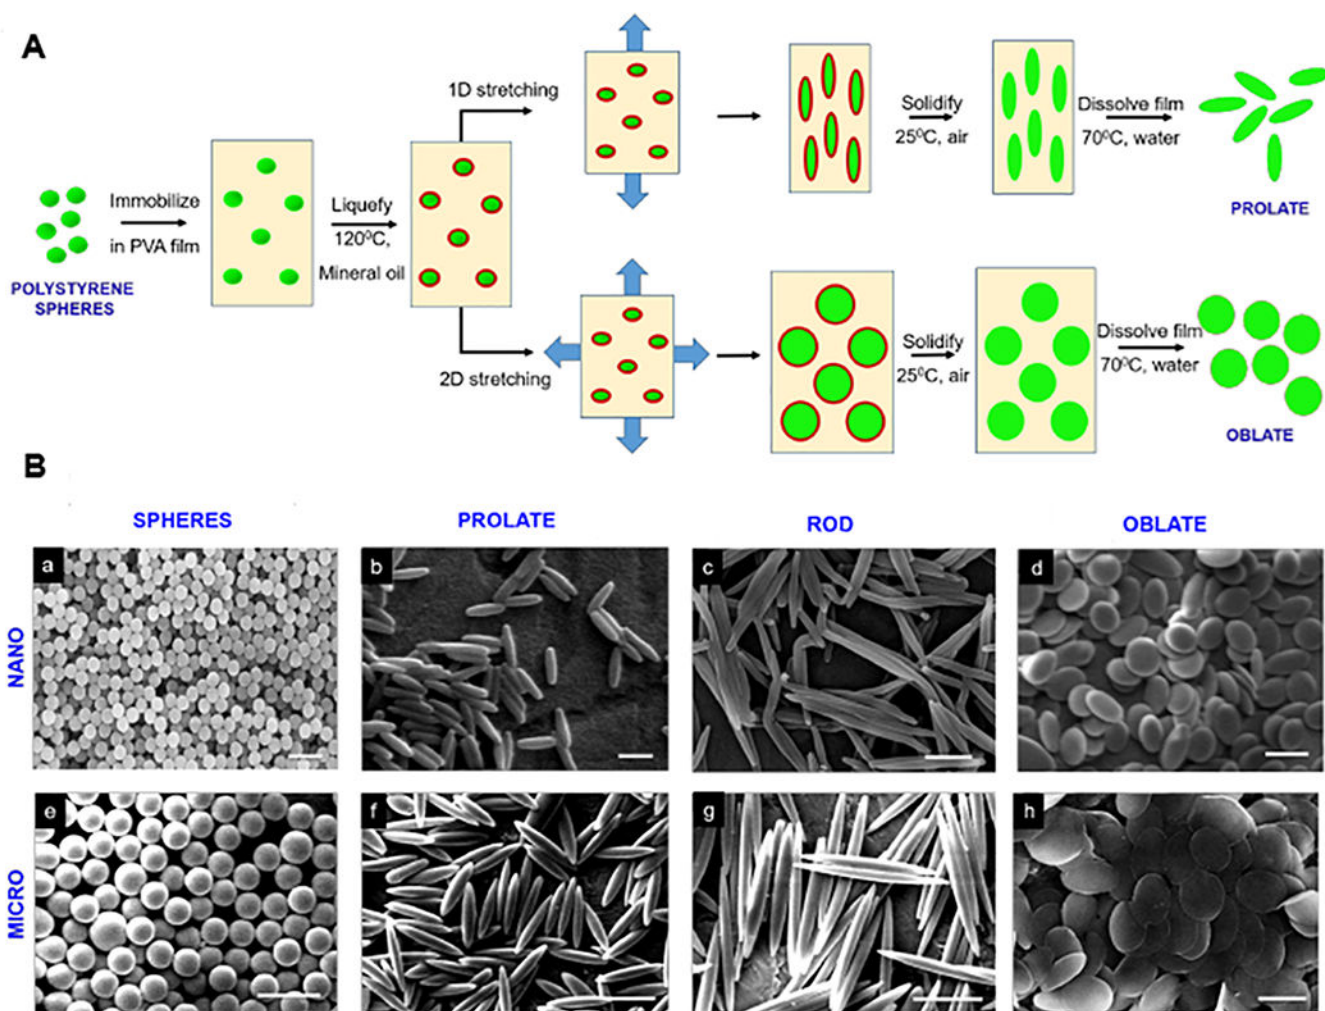 A
1D stretching
Solidify
25⁰C, air
Dissolve film
70⁰C, water
PROLATE
Immobilize
in PVA film
Liquefy
120⁰C,
Mineral oil
POLYSTYRENE
SPHERES
2D stretching
Solidify
25⁰C, air
Dissolve film
70⁰C, water
OBLATE
B
SPHERES
PROLATE
ROD
OBLATE
NANO
a
b
c
d
MICRO
e
f
g
h